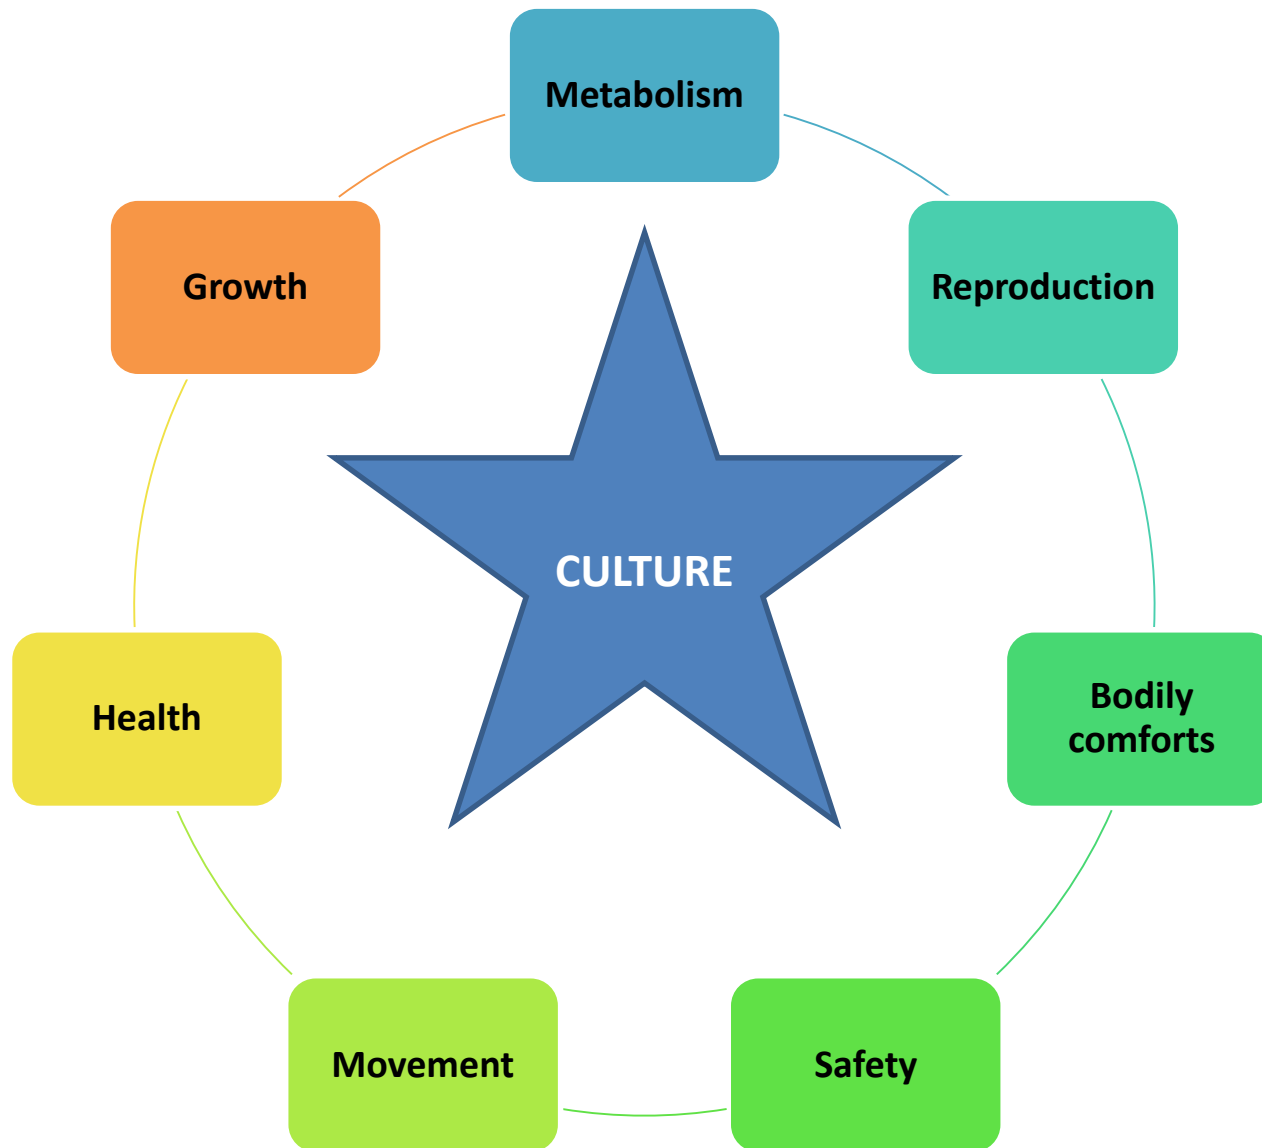 Metabolism
Growth
Reproduction
CULTURE
Health
Bodily
comforts
Movement
Safety